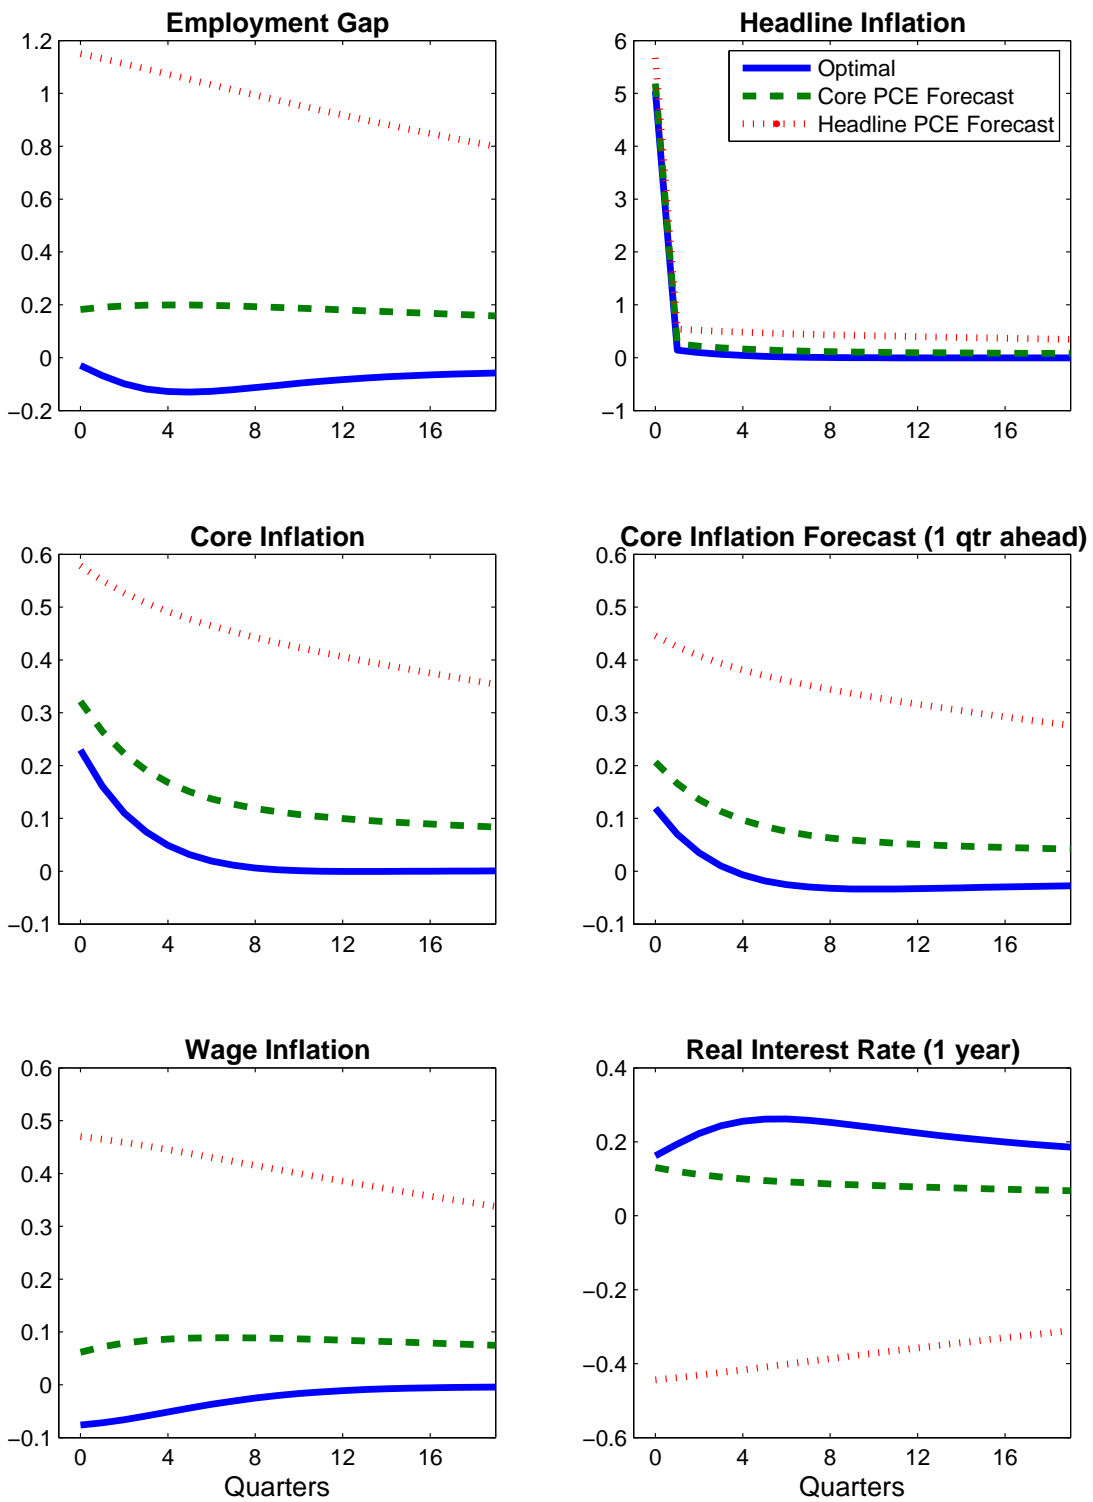 Employment Gap
1.2
1
0.8
0.6
0.4
0.2
0
−0.2
0 4 8 12 16
Headline Inflation
6
5
4
3
2
1
0
−1
0 4 8 12 16
Optimal
Core PCE Forecast
Headline PCE Forecast
Core Inflation
0.6
0.5
0.4
0.3
0.2
0.1
0
−0.1
0 4 8 12 16
Core Inflation Forecast (1 qtr ahead)
0.6
0.5
0.4
0.3
0.2
0.1
0
−0.1
0 4 8 12 16
Wage Inflation
0.6
0.5
0.4
0.3
0.2
0.1
0
−0.1
0 4 8 12 16
Quarters
Real Interest Rate (1 year)
0.4
0.2
0
−0.2
−0.4
−0.6
0 4 8 12 16
Quarters